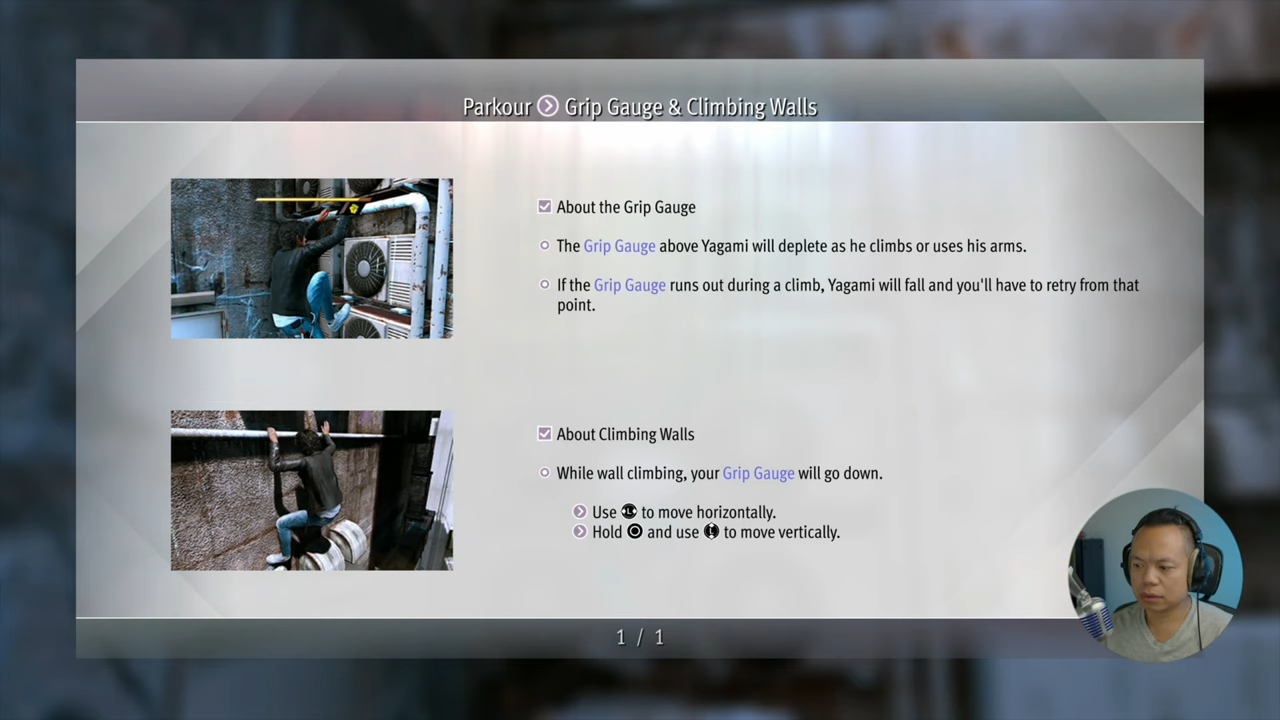 Parkour Grip Gauge & Climbing Walls
About the Grip Gauge
The Grip Gauge above Yagami will deplete as he climbs or uses his arms.
If the Grip Gauge runs out during a climb, Yagami will fall and you'll have to retry from that
point.
About Climbing Walls
While wall climbing, your Grip Gauge will go down.
Use L to move horizontally.
Hold and use L to move vertically.
1 / 1